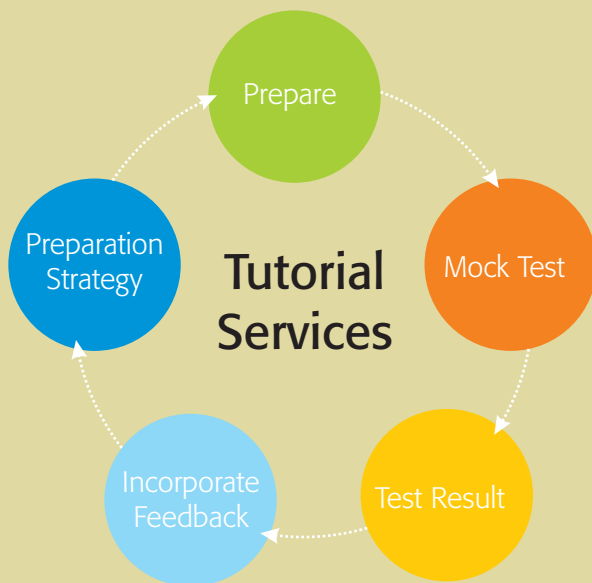 Prepare
Mock Test
Test Result
Incorporate
Feedback
Preparation
Strategy
Tutorial
Services